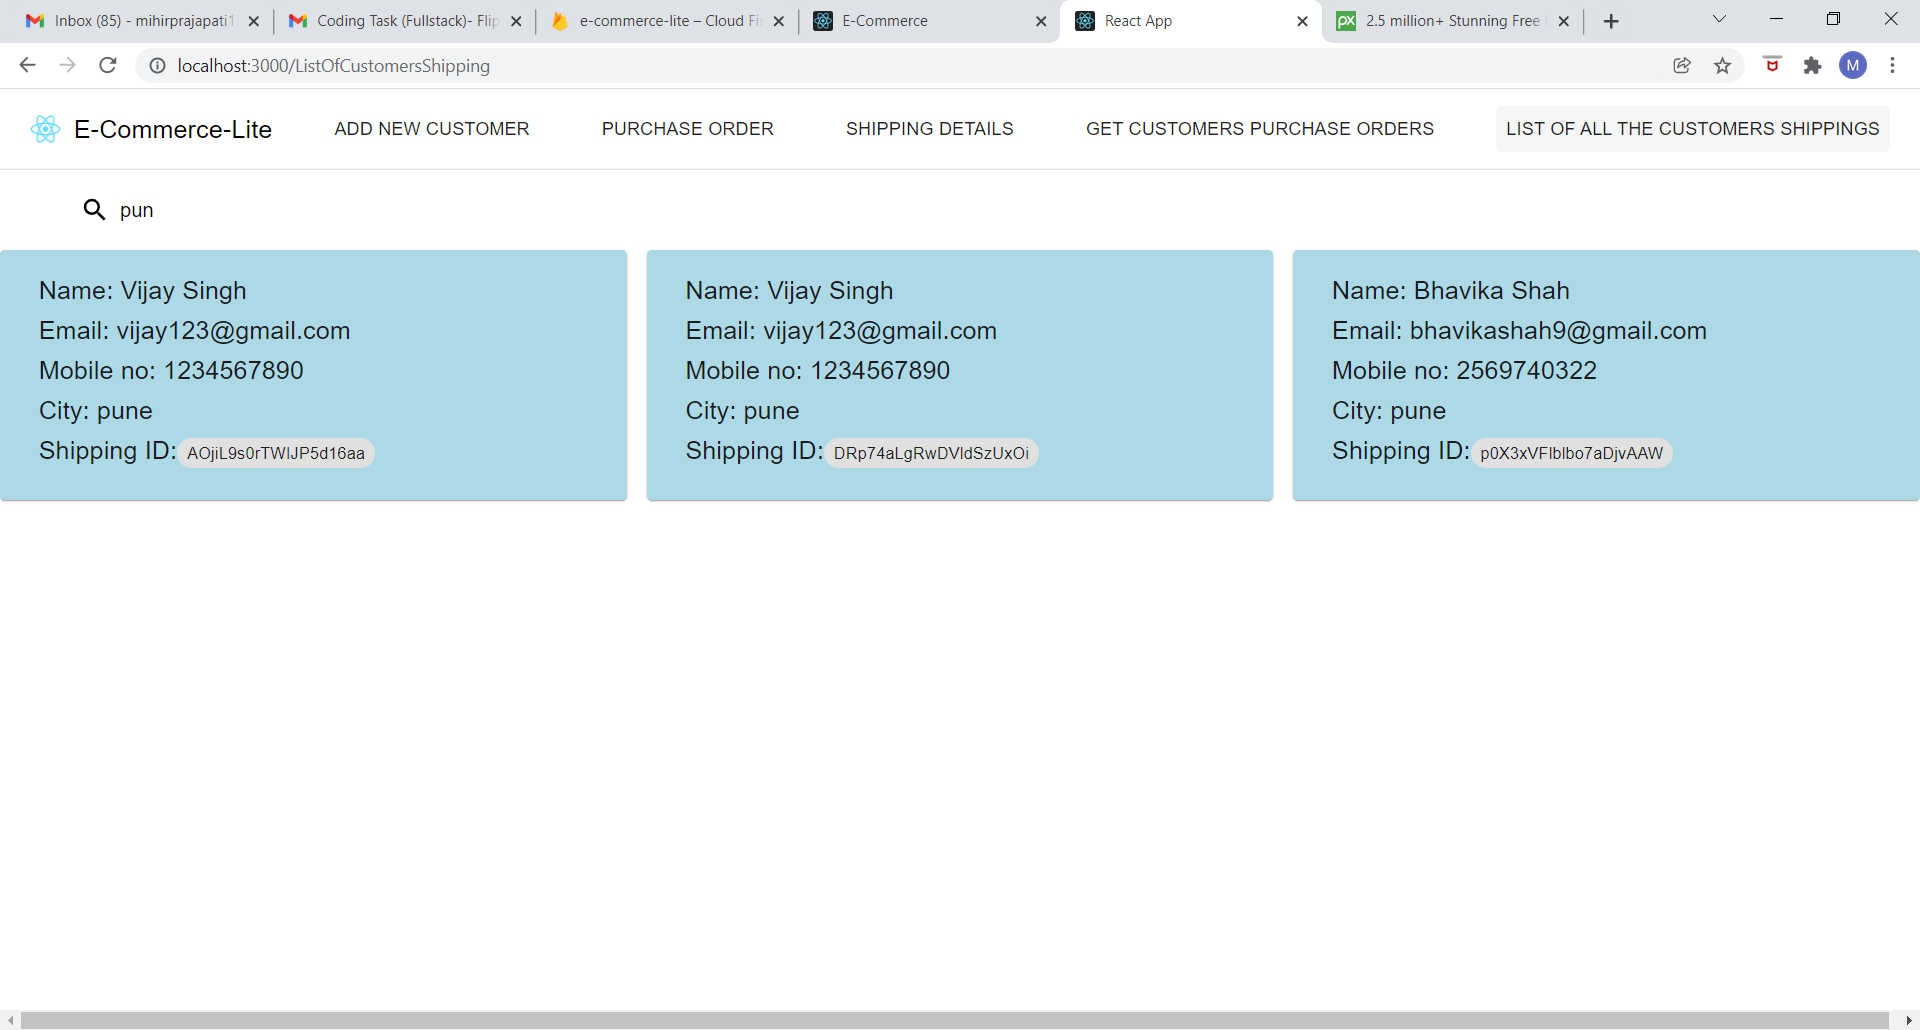 Inbox (85) - mihirprajapati1
Coding Task (Fullstack)- Flip
e-commerce-lite – Cloud Fi
E-Commerce
React App
2.5 million+ Stunning Free
localhost:3000/ListOfCustomersShipping
M
E-Commerce-Lite
ADD NEW CUSTOMER
PURCHASE ORDER
SHIPPING DETAILS
GET CUSTOMERS PURCHASE ORDERS
LIST OF ALL THE CUSTOMERS SHIPPINGS
pun
Name: Vijay Singh
Email: vijay123@gmail.com
Mobile no: 1234567890
City: pune
Shipping ID: AOjiL9s0rTWIJP5d16aa
Name: Vijay Singh
Email: vijay123@gmail.com
Mobile no: 1234567890
City: pune
Shipping ID: DRp74aLgRwDVldSzUxOi
Name: Bhavika Shah
Email: bhavikashah9@gmail.com
Mobile no: 2569740322
City: pune
Shipping ID: p0X3xVFlblbo7aDjvAAW